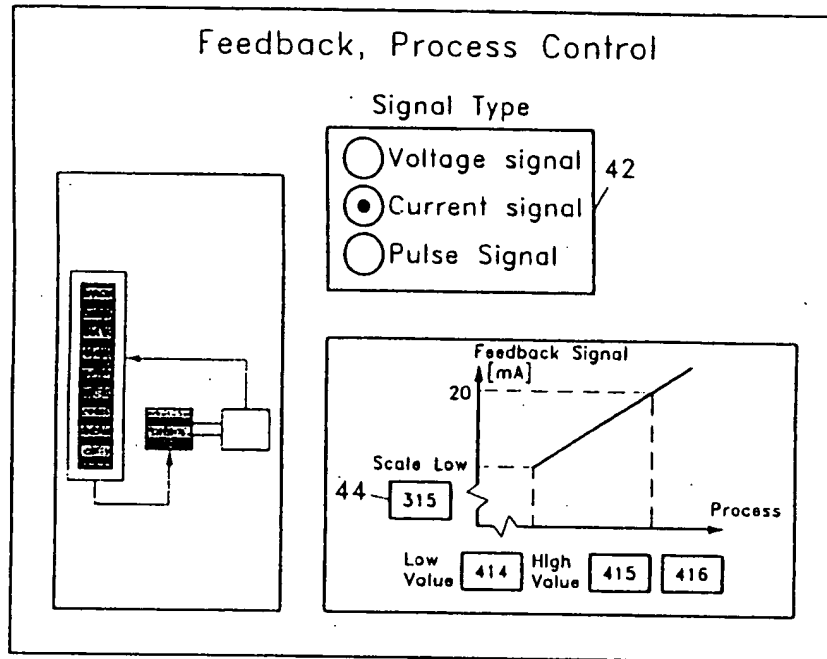 Feedback, Process Control
Signal Type
Voltage signal
42
Current signal
Pulse Signal
Feedback Signal
[mA]
20
Scale Low
44
315
Process
Low
Value
414
High
Value
415
416